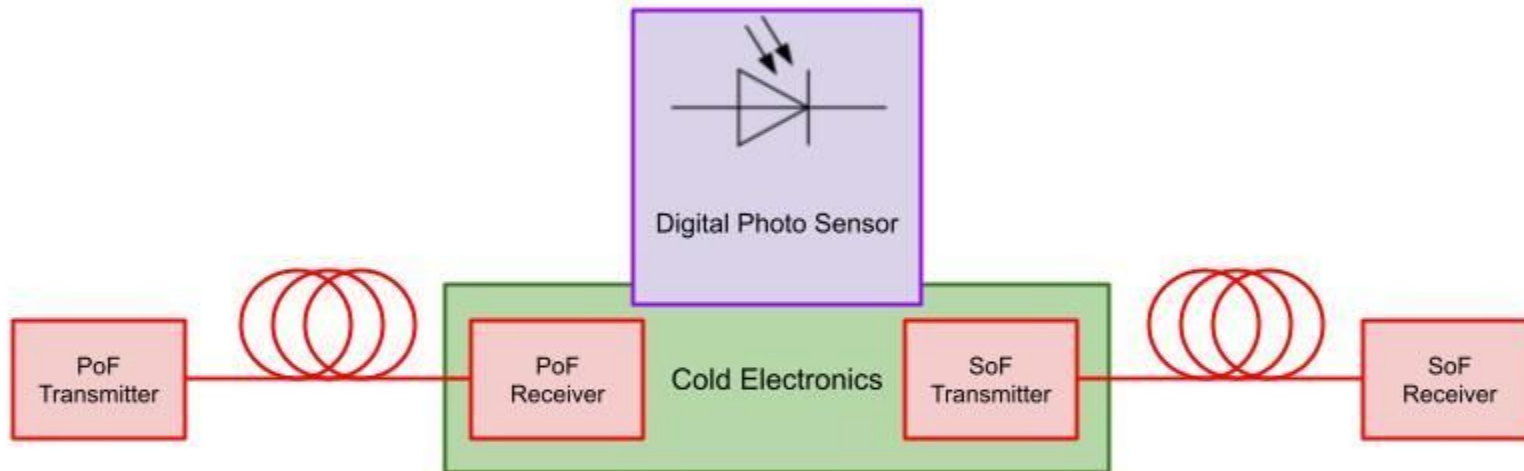 Digital Photo Sensor
PoF
Transmitter
PoF
Receiver
Cold Electronics
SoF
Transmitter
SoF
Receiver